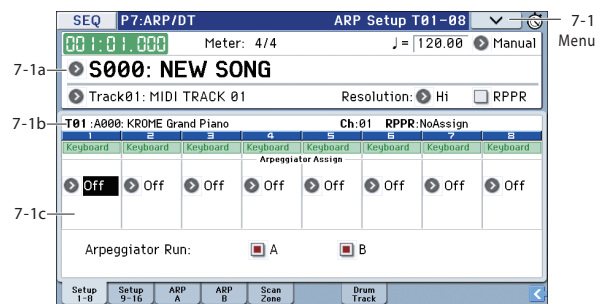 SEQ P7:ARP/DT ARP Setup T01-08
7-1
Menu
001:01.000 Meter: 4/4 ♩= 120.00 Manual
7-1a
S000: NEW SONG
Track01: MIDI TRACK 01 Resolution: Hi RPPR
7-1b
T01 :A000: KROME Grand Piano Ch:01 RPPR:NoAssign
1 2 3 4 5 6 7 8
Keyboard Keyboard Keyboard Keyboard Keyboard Keyboard Keyboard Keyboard
Arpeggiator Assign
Off Off Off Off Off Off Off Off
7-1c
Arpeggiator Run: A B
Setup 1-8 Setup 9-16 ARP A ARP B Scan Zone Drum Track